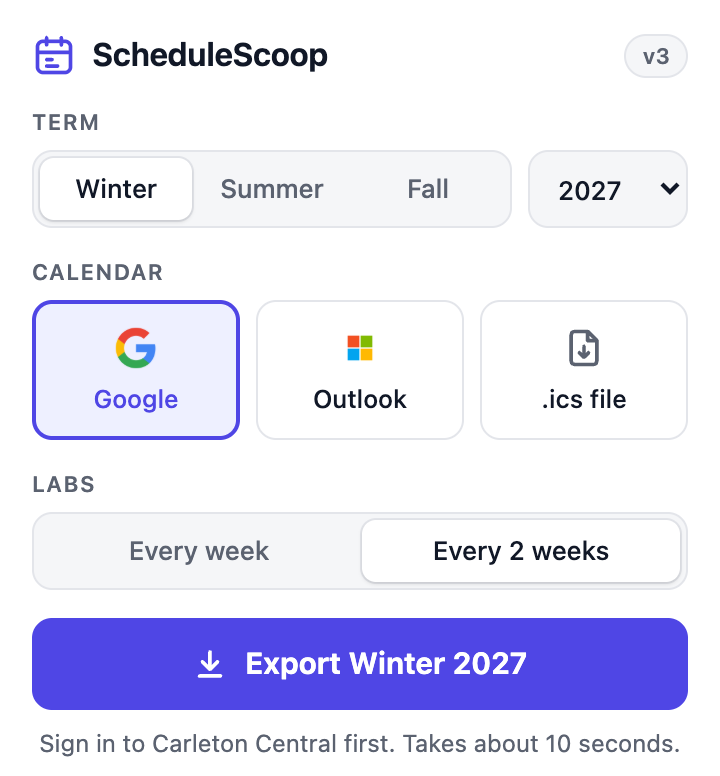 ScheduleScoop
v3
TERM
Winter Summer Fall 2027
CALENDAR
Google Outlook .ics file
LABS
Every week Every 2 weeks
Export Winter 2027
Sign in to Carleton Central first. Takes about 10 seconds.